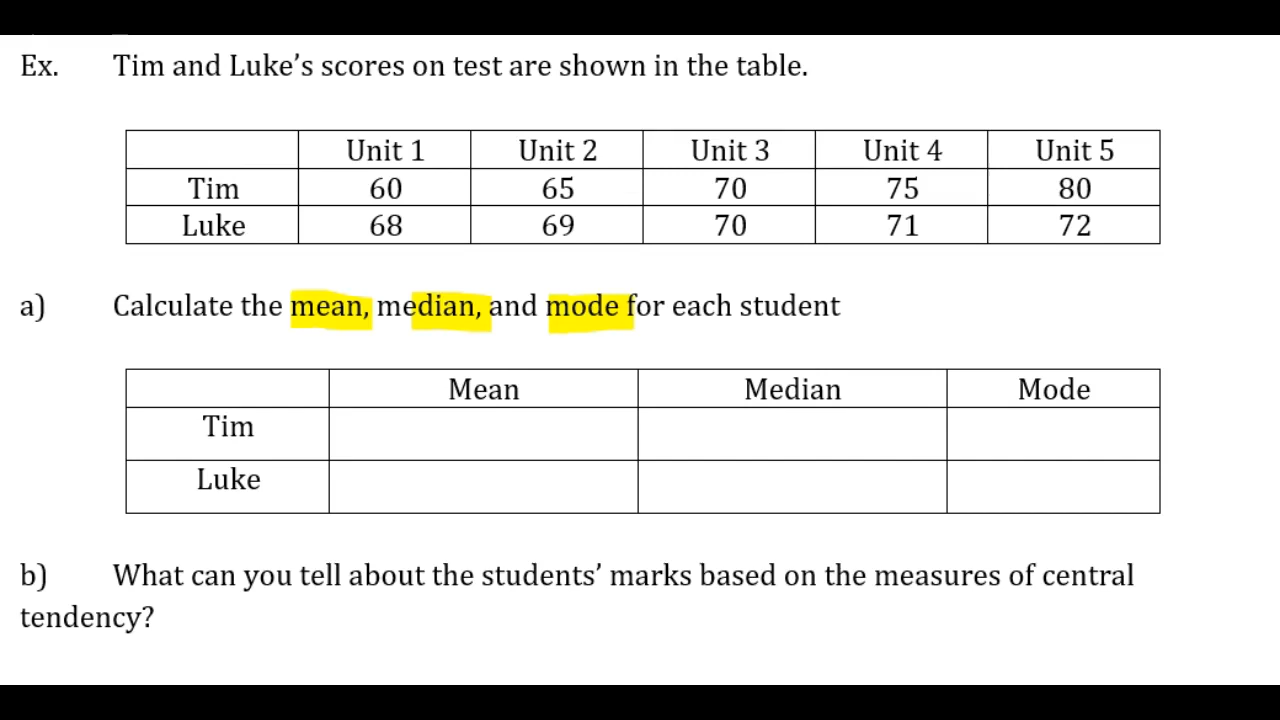 Ex. Tim and Luke’s scores on test are shown in the table.
Unit 1 Unit 2 Unit 3 Unit 4 Unit 5
Tim 60 65 70 75 80
Luke 68 69 70 71 72
a) Calculate the mean, median, and mode for each student
Mean Median Mode
Tim
Luke
b) What can you tell about the students’ marks based on the measures of central
tendency?